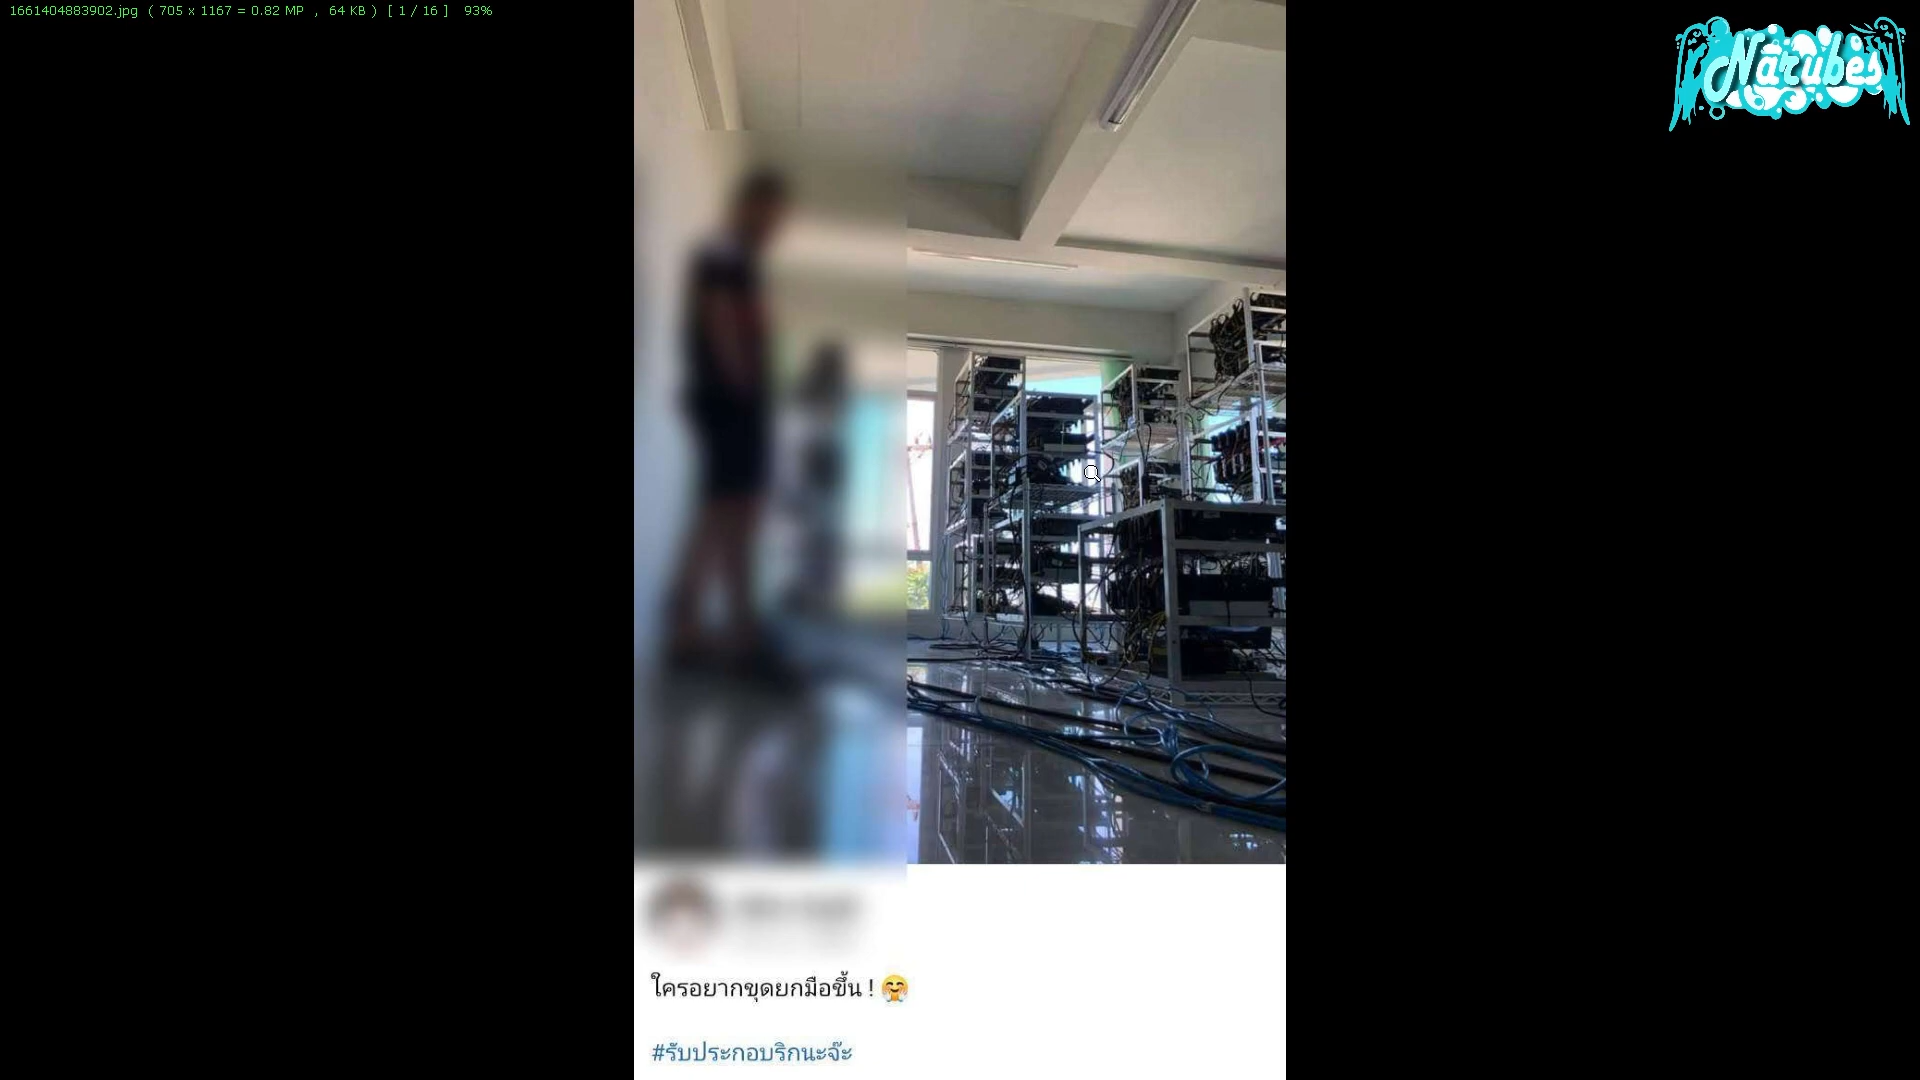 1661404883902.jpg ( 705 x 1167 = 0.82 MP , 64 KB ) [ 1 / 16 ] 93%
Narubes
ใครอยากขุดยกมือขึ้น ! 🤗
#รับประกอบริกนะจ๊ะ